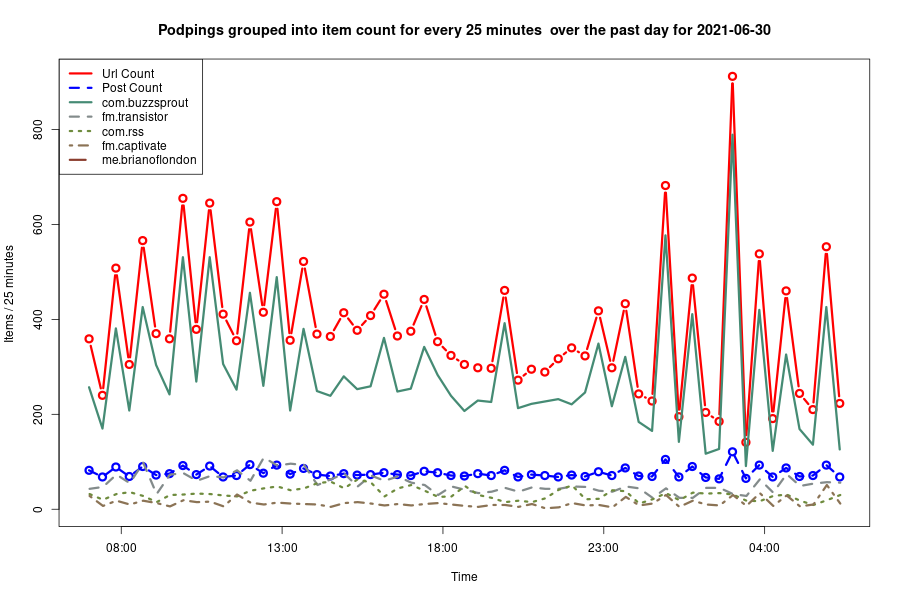 Podpings grouped into item count for every 25 minutes  over the past day for 2021-06-30
Url Count
Post Count
com.buzzsprout
fm.transistor
com.rss
fm.captivate
me.brianoflondon
Items / 25 minutes
800
600
400
200
0
08:00 13:00 18:00 23:00 04:00
Time